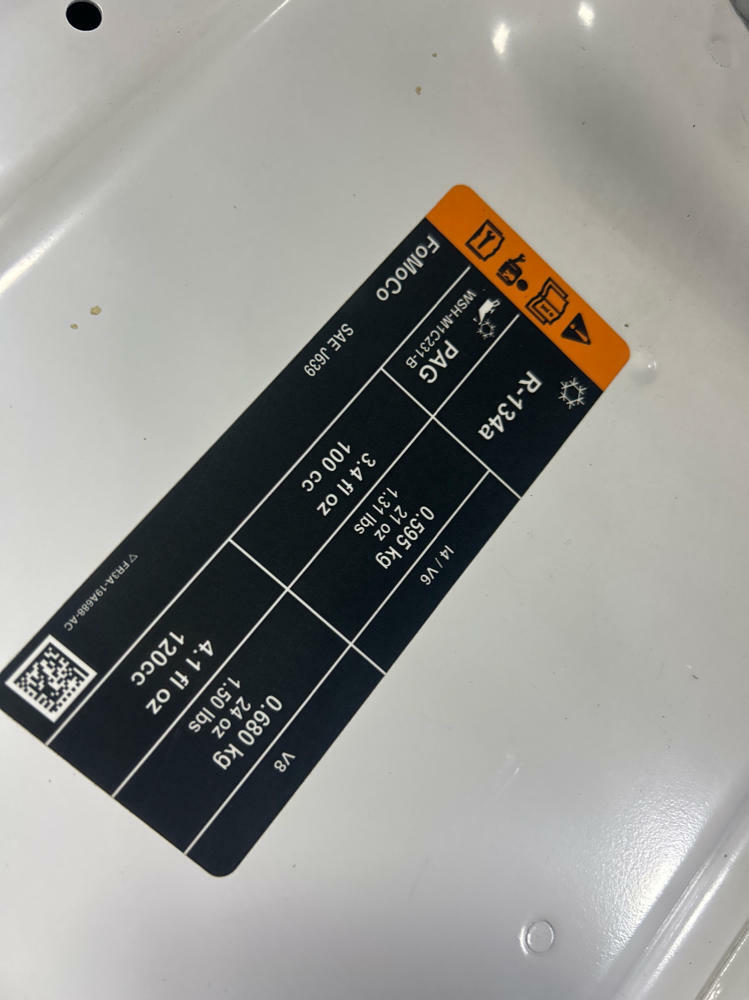 R-134a
I4 / V6
V8
0.595 kg
21 oz
1.31 lbs
0.680 kg
24 oz
1.50 lbs
PAG
WSH-M1C231-B
3.4 fl oz
100 cc
4.1 fl oz
120cc
FoMoCo
SAE J639
▽ FR3A-19A688-AC